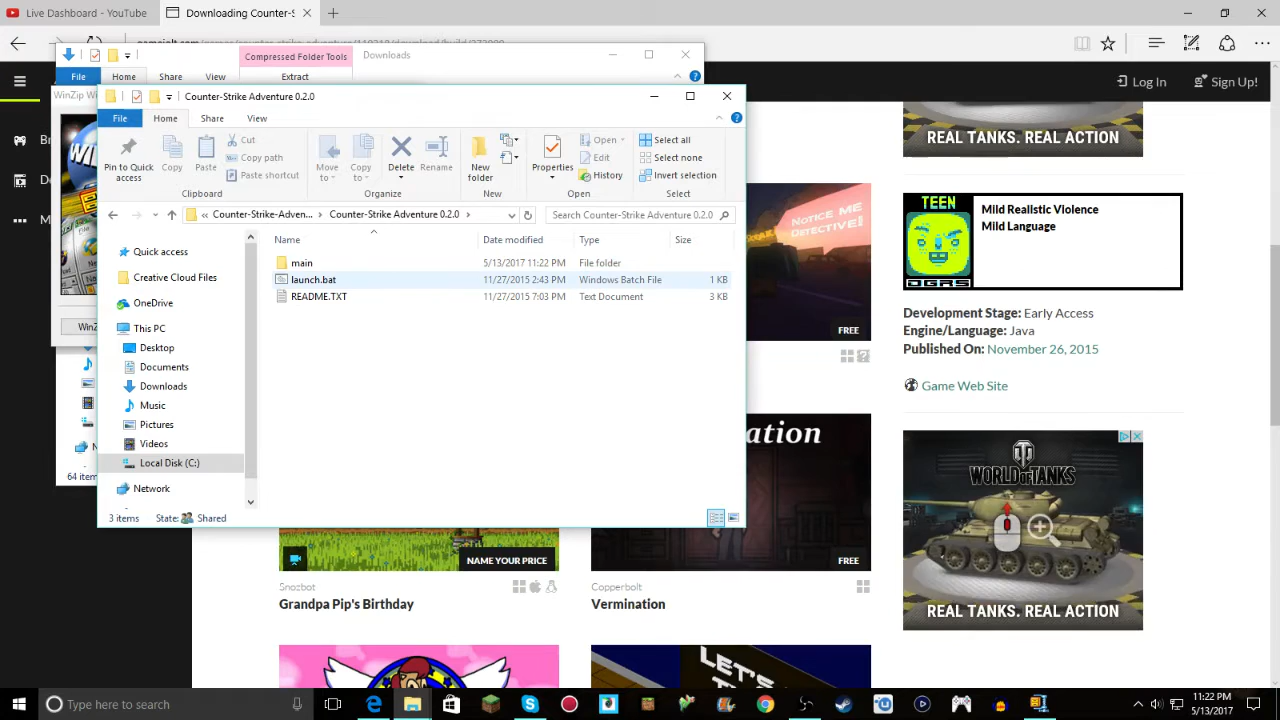 Live Dashboard - YouTube
Downloading Counter-S
Compressed Folder Tools
Downloads
File
Home
Share
View
Extract
Log In
Sign Up!
WinZip Wi
Counter-Strike Adventure 0.2.0
File
Home
Share
View
Pin to Quick access
Copy
Paste
Cut
Copy path
Paste shortcut
Clipboard
Move to
Copy to
Delete
Rename
Organize
New folder
New
Properties
Open
Edit
History
Open
Select all
Select none
Invert selection
Select
Counter-Strike-Adven...
Counter-Strike Adventure 0.2.0
Search Counter-Strike Adventure 0.2.0
Name
Date modified
Type
Size
main
5/13/2017 11:22 PM
File folder
launch.bat
11/27/2015 2:43 PM
Windows Batch File
1 KB
README.TXT
11/27/2015 7:03 PM
Text Document
3 KB
Quick access
Creative Cloud Files
OneDrive
This PC
Desktop
Documents
Downloads
Music
Pictures
Videos
Local Disk (C:)
Network
3 items
State:
Shared
64 item
NOTICE ME
DETECTIVE!
FREE
ation
FREE
NAME YOUR PRICE
Snozbot
Grandpa Pip's Birthday
Copperbolt
Vermination
LET'S
REAL TANKS. REAL ACTION
TEEN
DGRS
Mild Realistic Violence
Mild Language
Development Stage: Early Access
Engine/Language: Java
Published On: November 26, 2015
Game Web Site
WORLD OF TANKS
REAL TANKS. REAL ACTION
Type here to search
11:22 PM
5/13/2017